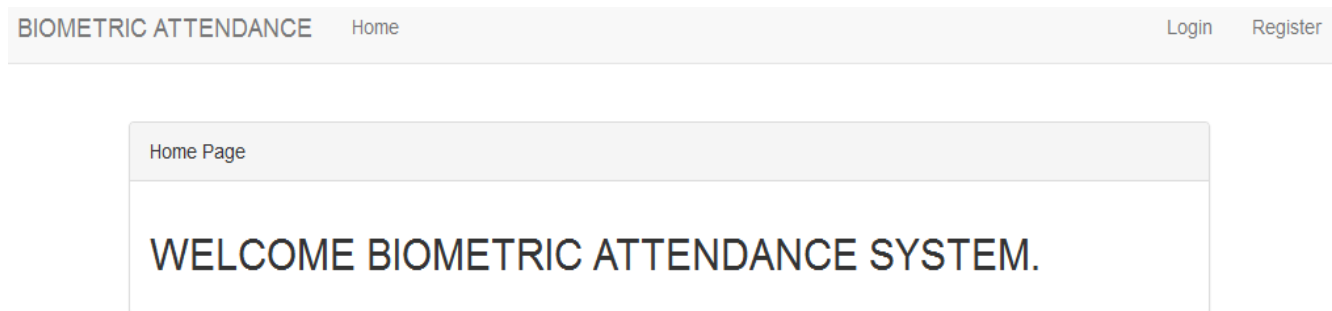 BIOMETRIC ATTENDANCE Home Login Register
Home Page
WELCOME BIOMETRIC ATTENDANCE SYSTEM.